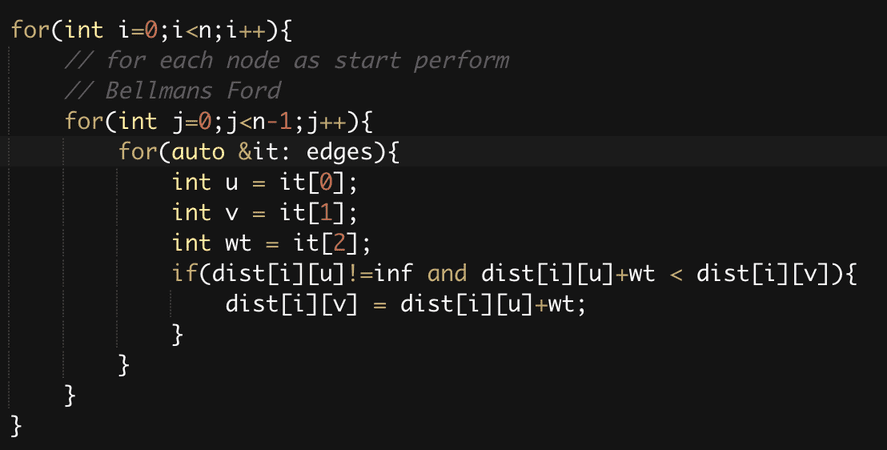 for(int i=0;i<n;i++){
    // for each node as start perform
    // Bellmans Ford
    for(int j=0;j<n-1;j++){
        for(auto &it: edges){
            int u = it[0];
            int v = it[1];
            int wt = it[2];
            if(dist[i][u]!=inf and dist[i][u]+wt < dist[i][v]){
                dist[i][v] = dist[i][u]+wt;
            }
        }
    }
}